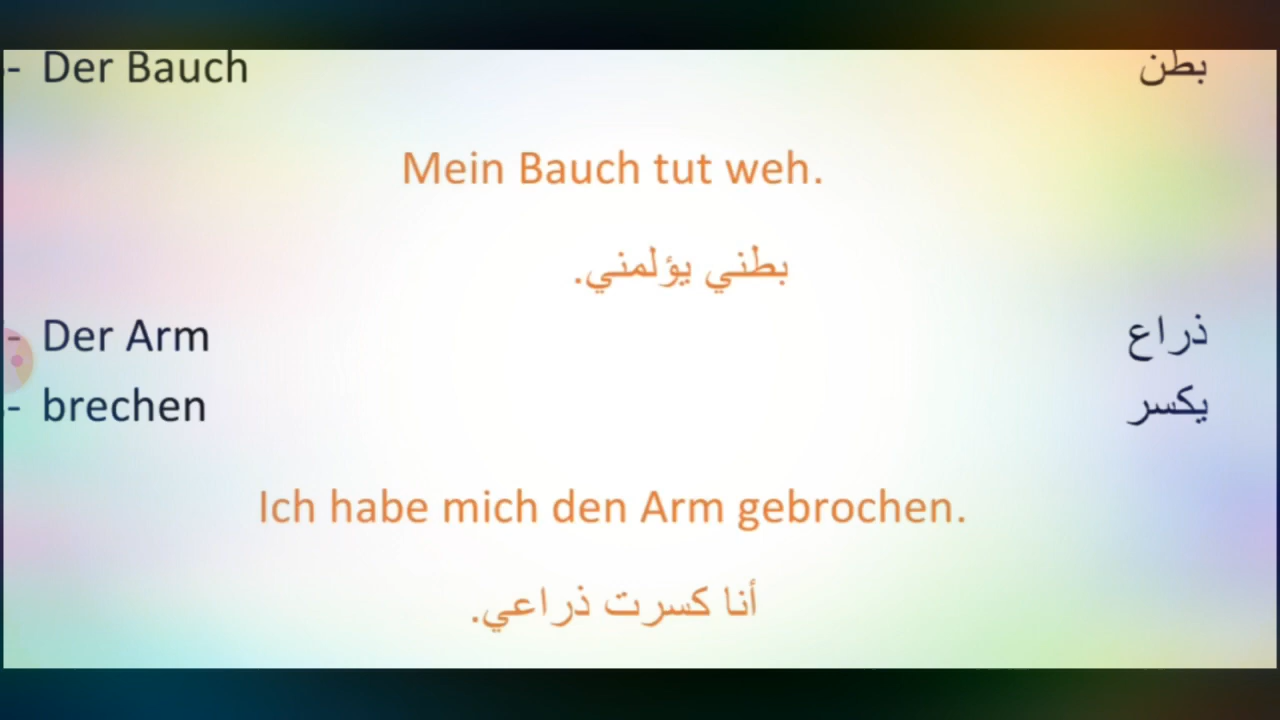 - Der Bauch بطن
Mein Bauch tut weh.
بطني يؤلمني.
- Der Arm ذراع
- brechen يكسر
Ich habe mich den Arm gebrochen.
أنا كسرت ذراعي.